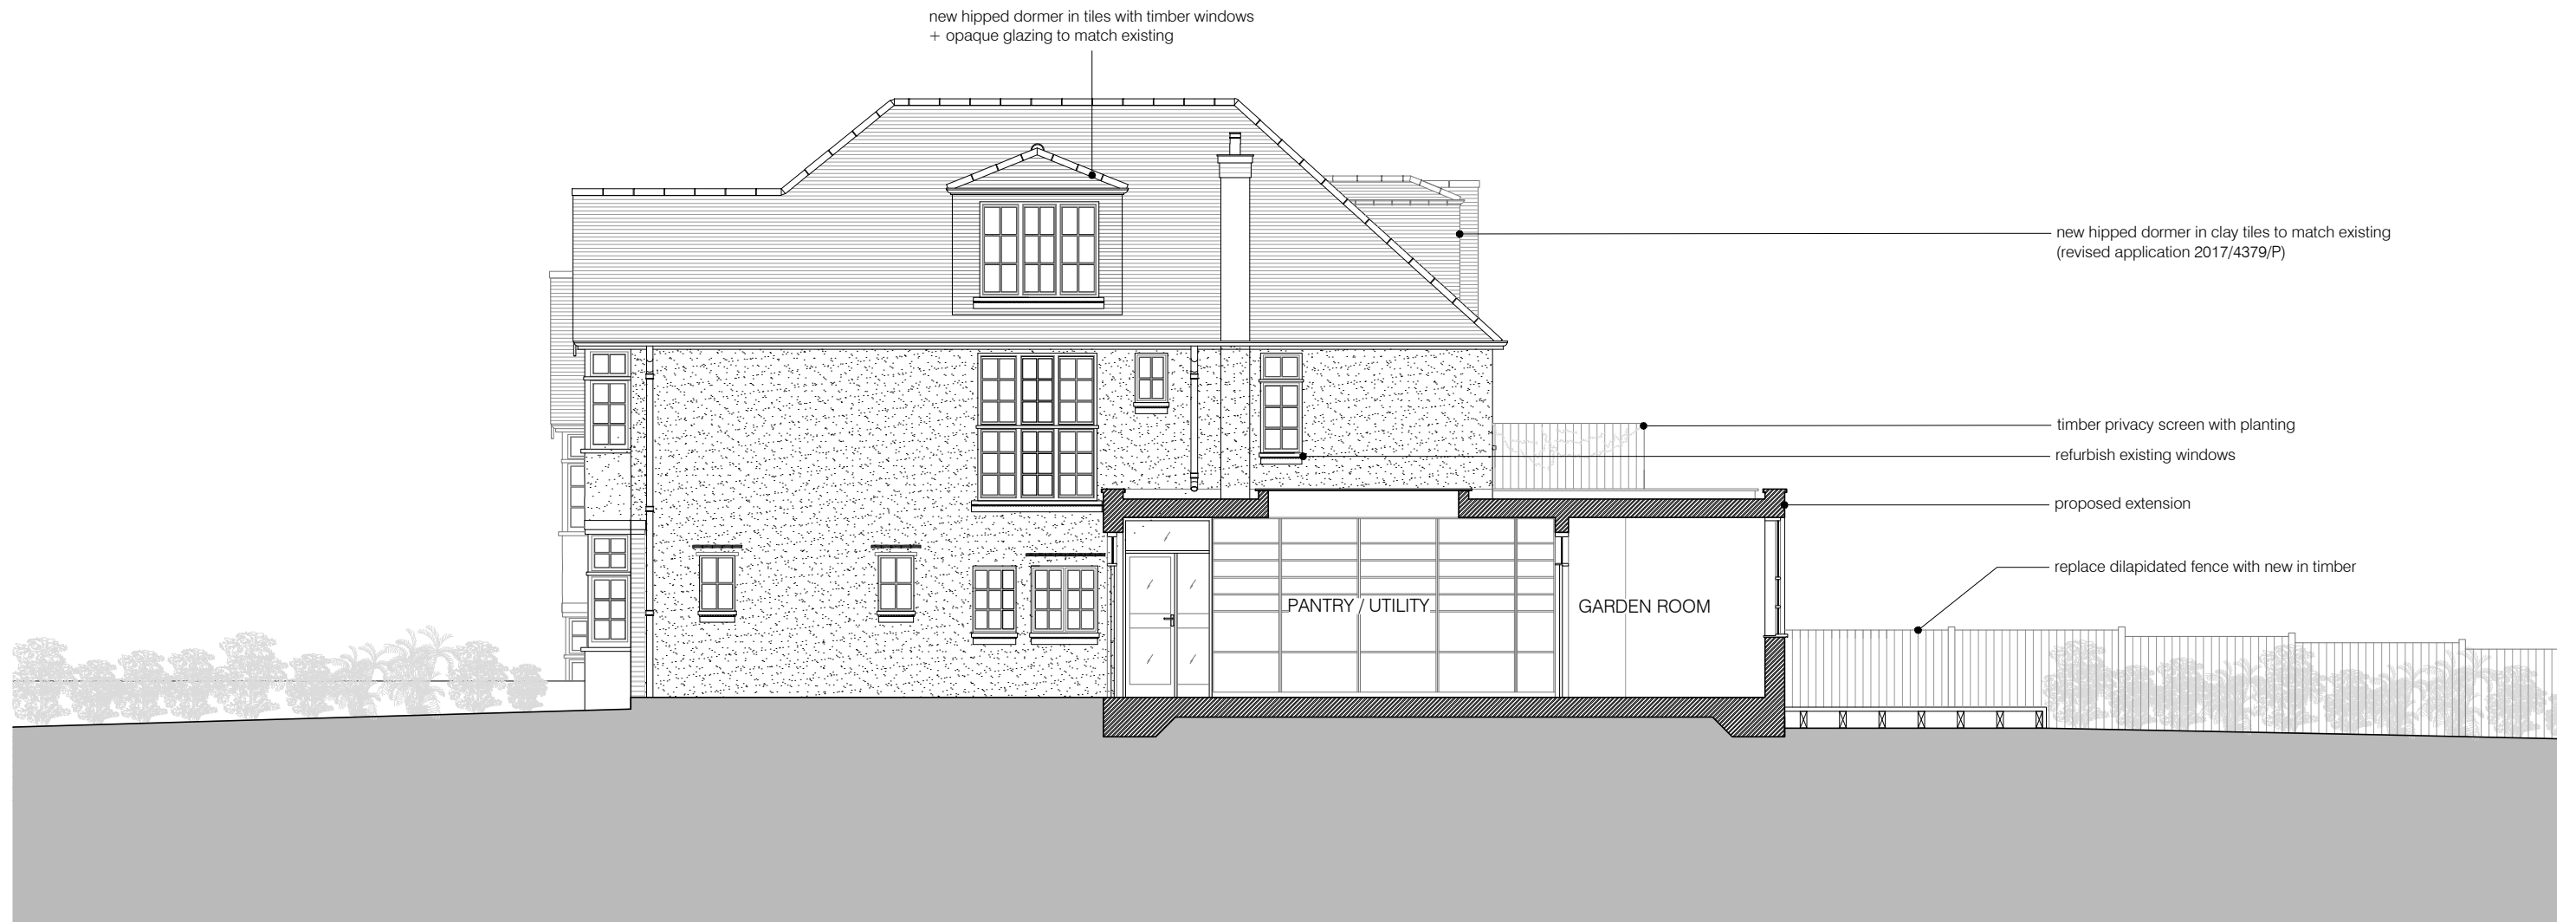 new hipped dormer in tiles with timber windows
+ opaque glazing to match existing
new hipped dormer in clay tiles to match existing
(revised application 2017/4379/P)
timber privacy screen with planting
refurbish existing windows
proposed extension
replace dilapidated fence with new in timber
PANTRY / UTILITY
GARDEN ROOM